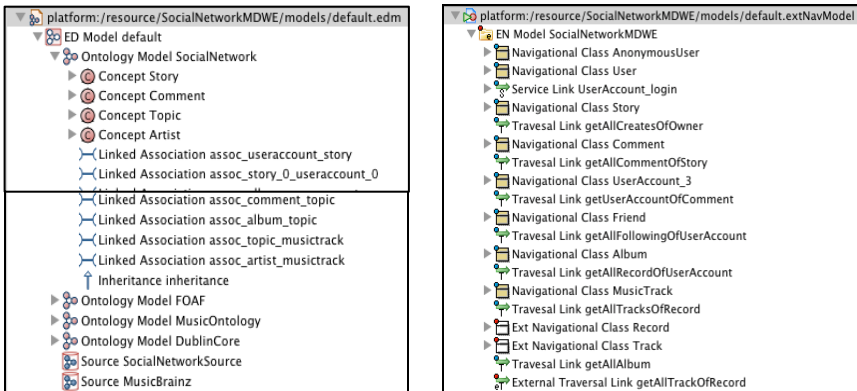 platform:/resource/SocialNetworkMDWE/models/default.edm
ED Model default
Ontology Model SocialNetwork
Concept Story
Concept Comment
Concept Topic
Concept Artist
Linked Association assoc_useraccount_story
Linked Association assoc_story_0_useraccount_0
Linked Association assoc_comment_topic
Linked Association assoc_album_topic
Linked Association assoc_topic_musictrack
Linked Association assoc_artist_musictrack
Inheritance inheritance
Ontology Model FOAF
Ontology Model MusicOntology
Ontology Model DublinCore
Source SocialNetworkSource
Source MusicBrainz
platform:/resource/SocialNetworkMDWE/models/default.extNavModel
EN Model SocialNetworkMDWE
Navigational Class AnonymousUser
Navigational Class User
Service Link UserAccount_login
Navigational Class Story
Travesal Link getAllCreatesOfOwner
Navigational Class Comment
Travesal Link getAllCommentOfStory
Navigational Class UserAccount_3
Travesal Link getUserAccountOfComment
Navigational Class Friend
Travesal Link getAllFollowingOfUserAccount
Navigational Class Album
Travesal Link getAllRecordOfUserAccount
Navigational Class MusicTrack
Travesal Link getAllTracksOfRecord
Ext Navigational Class Record
Ext Navigational Class Track
Travesal Link getAllAlbum
External Traversal Link getAllTrackOfRecord